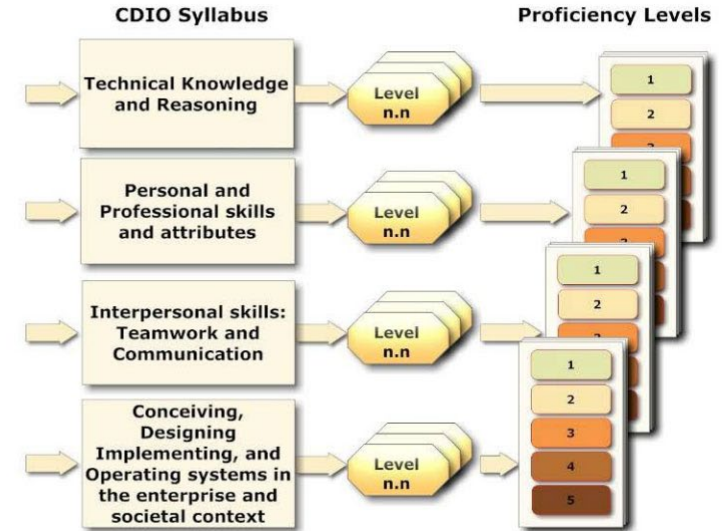 CDIO Syllabus
Proficiency Levels
Technical Knowledge
and Reasoning
Level
n.n
1
2
Personal and
Professional skills
and attributes
Level
n.n
1
2
Interpersonal skills:
Teamwork and
Communication
Level
n.n
1
2
Conceiving,
Designing
Implementing, and
Operating systems in
the enterprise and
societal context
Level
n.n
1
2
3
4
5